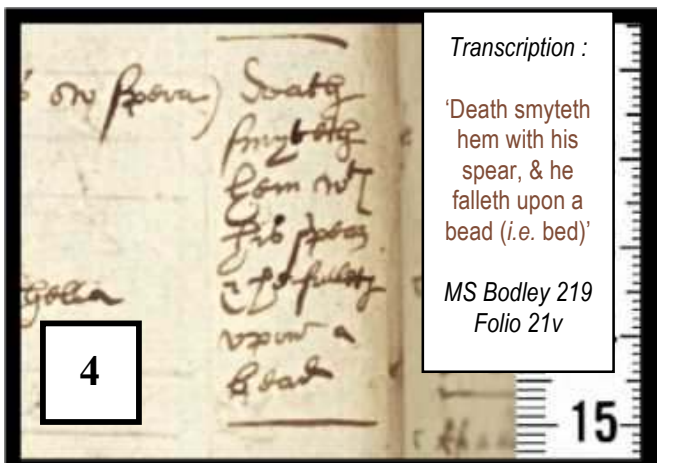 Transcription :
‘Death smyteth
hem with his
spear, & he
falleth upon a
bead (i.e. bed)’
MS Bodley 219
Folio 21v
death
smyteth
hem wt
his spear
& he falleth
upon a
bead
4
15